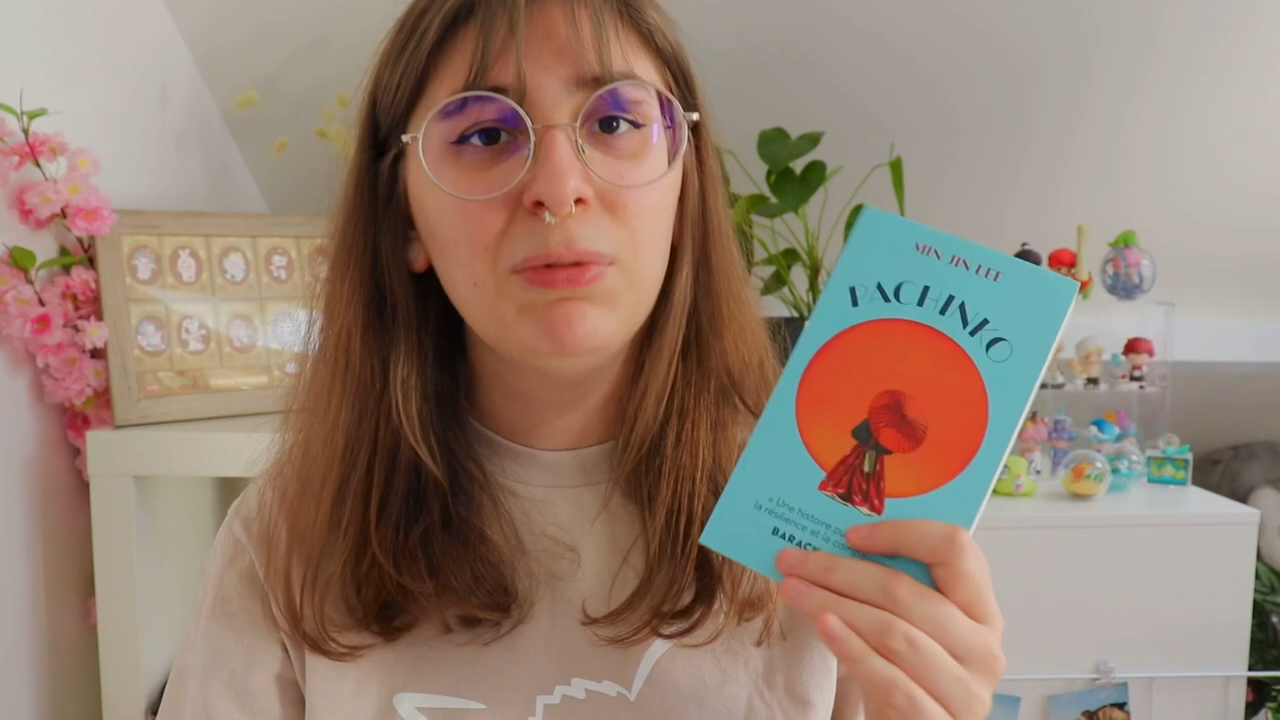 MIN JIN LEE
PACHINKO
« Une histoire
la résilience et la
BARACK